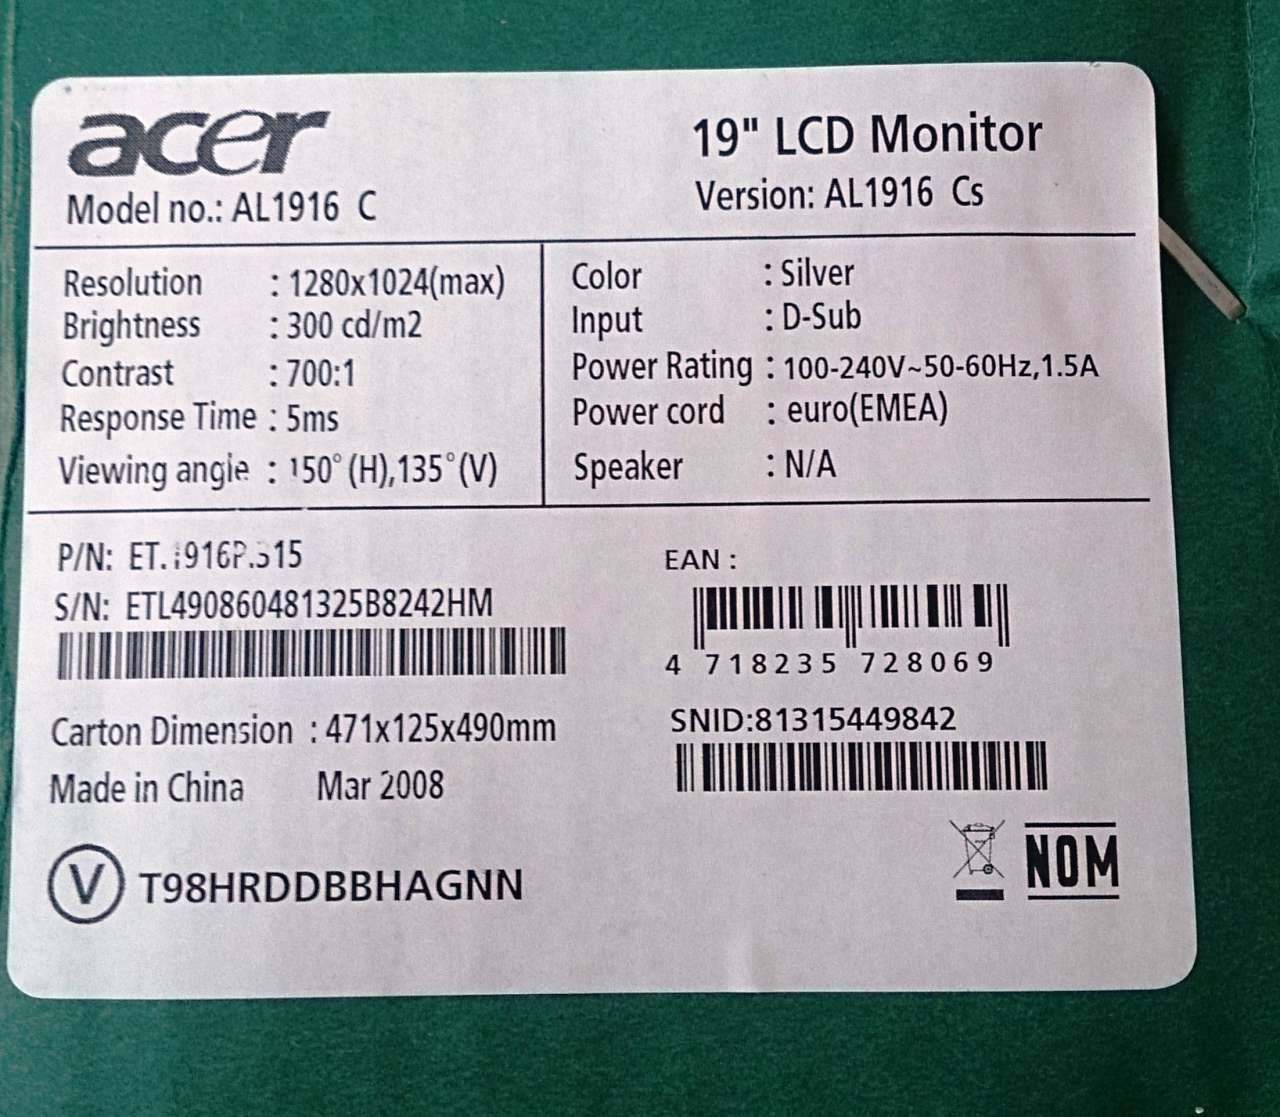 acer
19" LCD Monitor
Model no.: AL1916 C
Version: AL1916 Cs
Resolution : 1280x1024(max)
Brightness : 300 cd/m2
Contrast : 700:1
Response Time : 5ms
Viewing angle : 150°(H),135°(V)
Color : Silver
Input : D-Sub
Power Rating : 100-240V~50-60Hz,1.5A
Power cord : euro(EMEA)
Speaker : N/A
P/N:
S/N: ETL490860481325B8242HM
EAN :
4 718235 728069
Carton Dimension : 471x125x490mm
SNID:81315449842
Made in China Mar 2008
V T98HRDDBBHAGNN
NOM